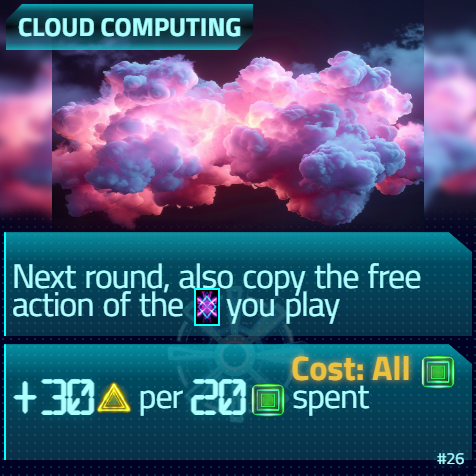 CLOUD COMPUTING
Next round, also copy the free
action of the you play
Cost: All
+30 per 20 spent
#26